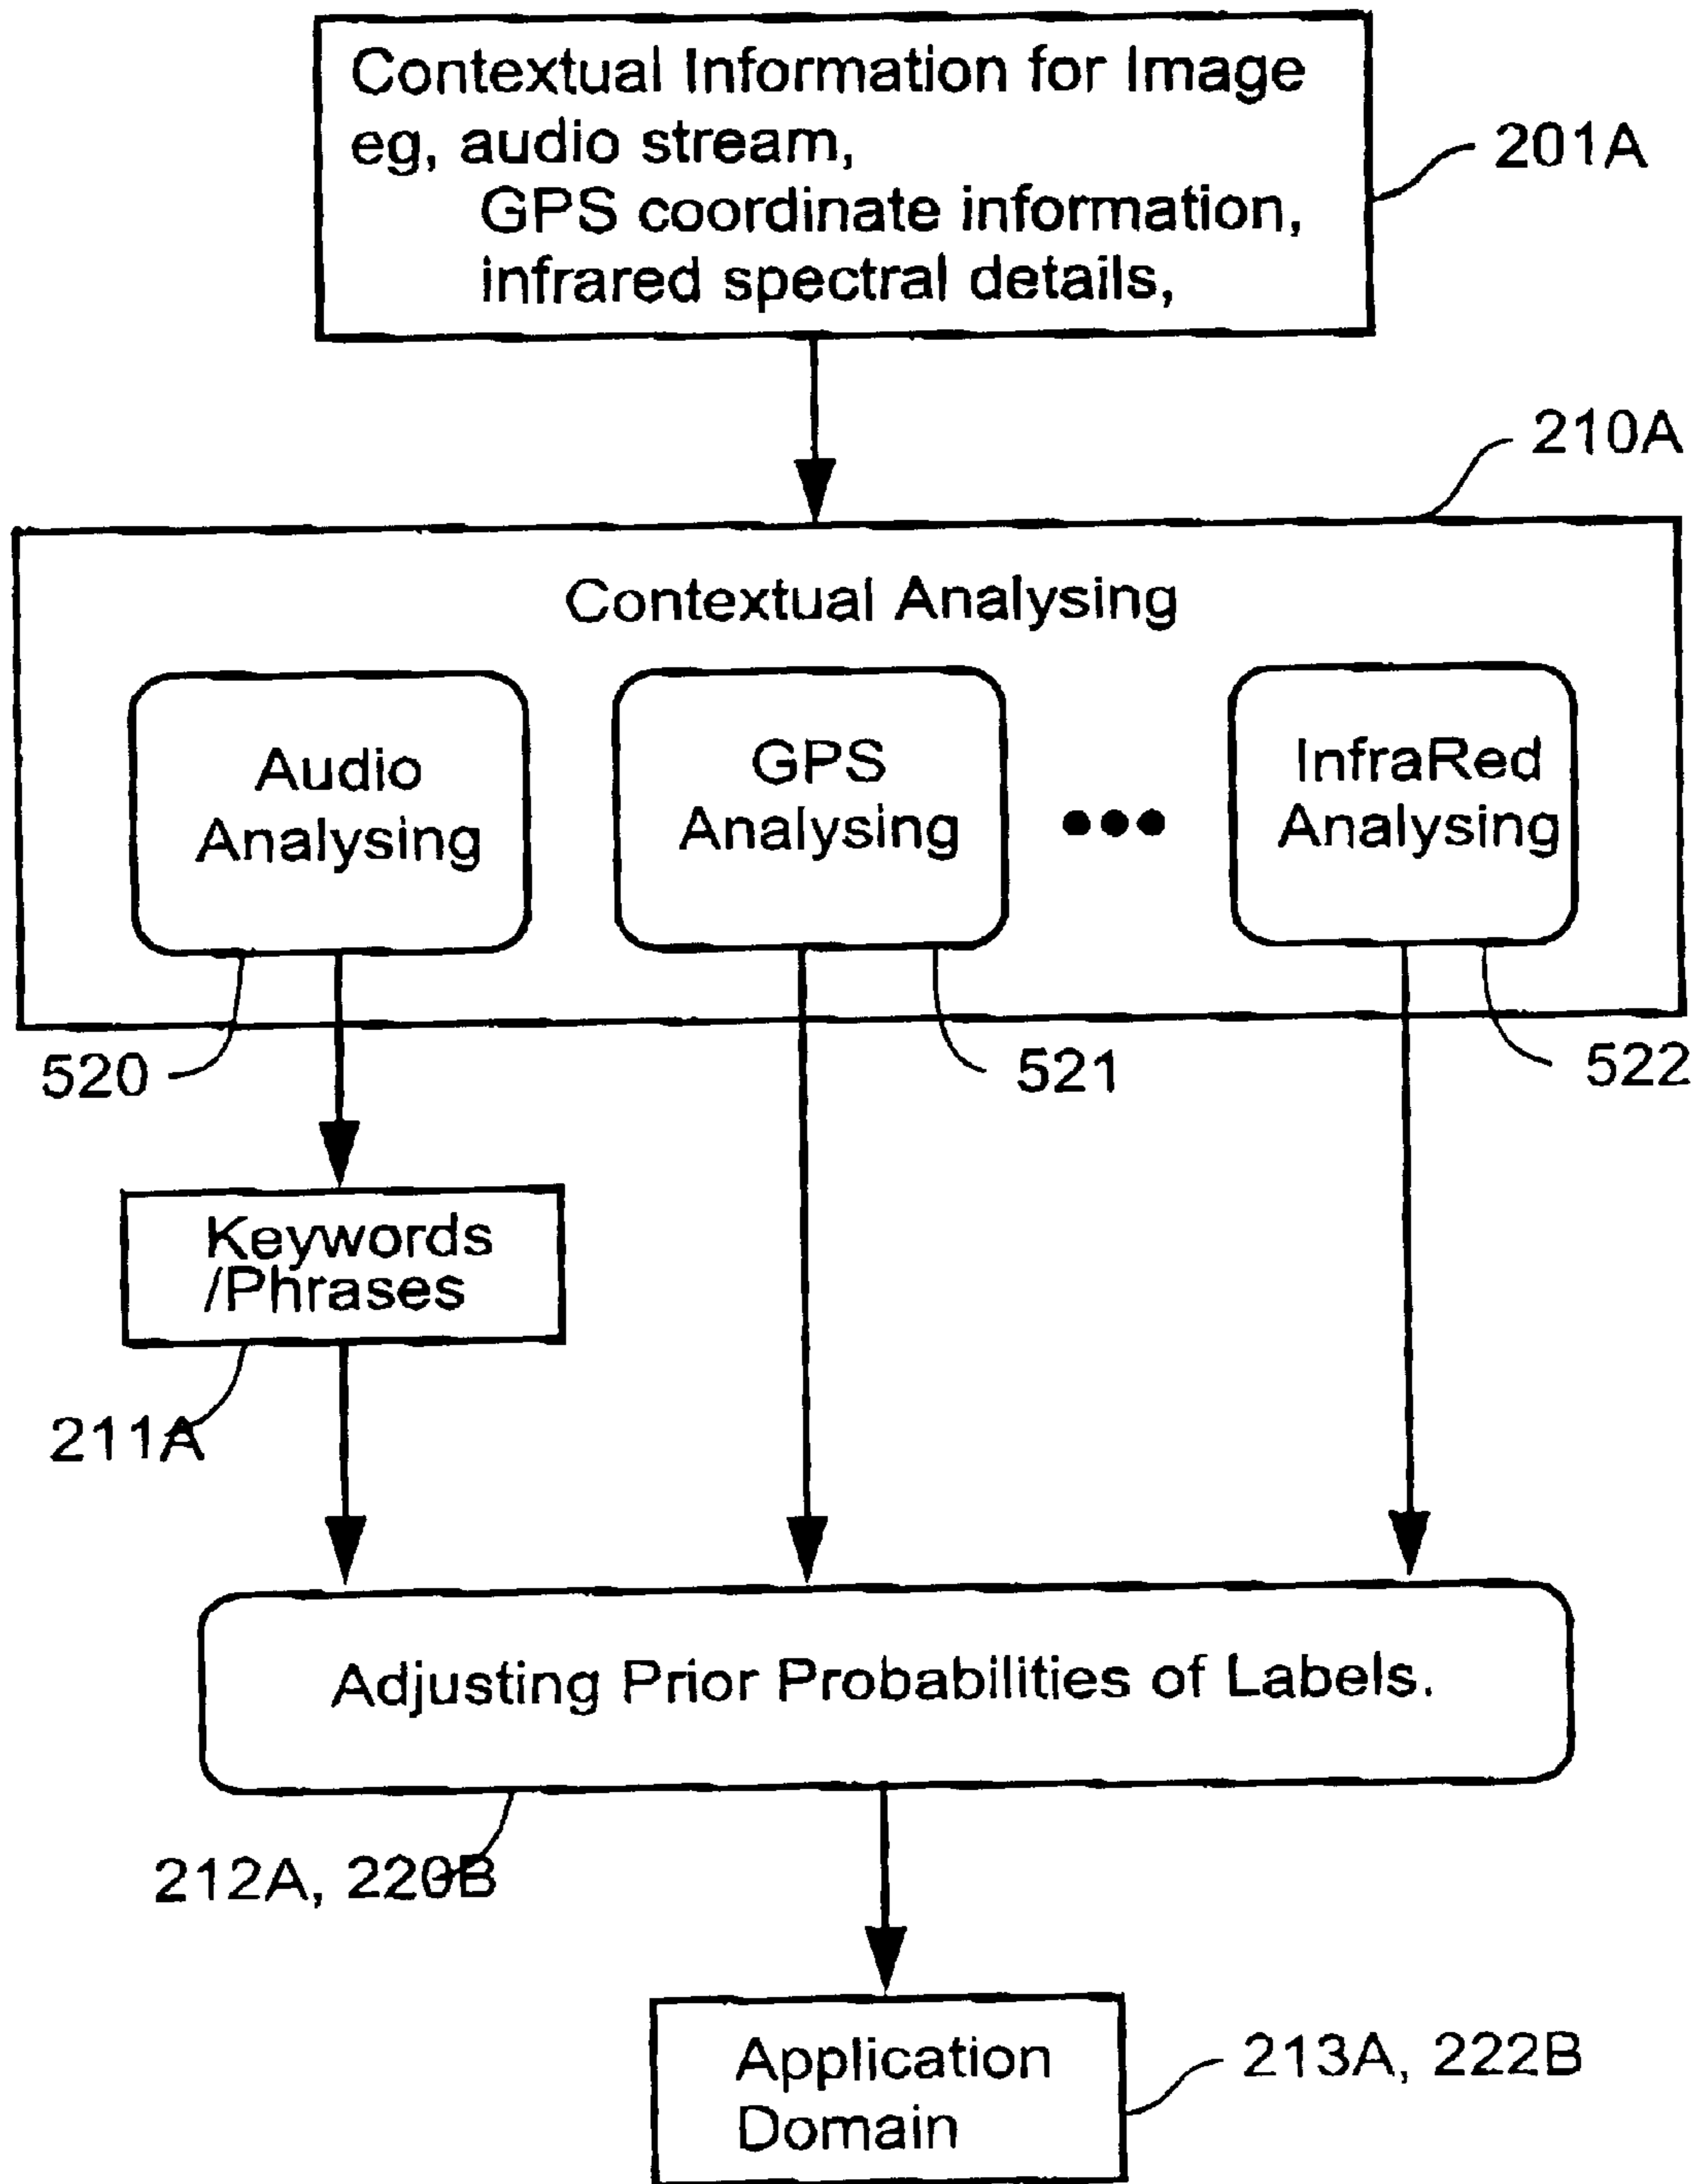 Contextual Information for Image
eg, audio stream,
GPS coordinate information,
infrared spectral details,
201A
210A
Contextual Analysing
Audio
Analysing
GPS
Analysing
•••
InfraRed
Analysing
520
521
522
Keywords
/Phrases
211A
Adjusting Prior Probabilities of Labels.
212A, 220B
Application
Domain
213A, 222B